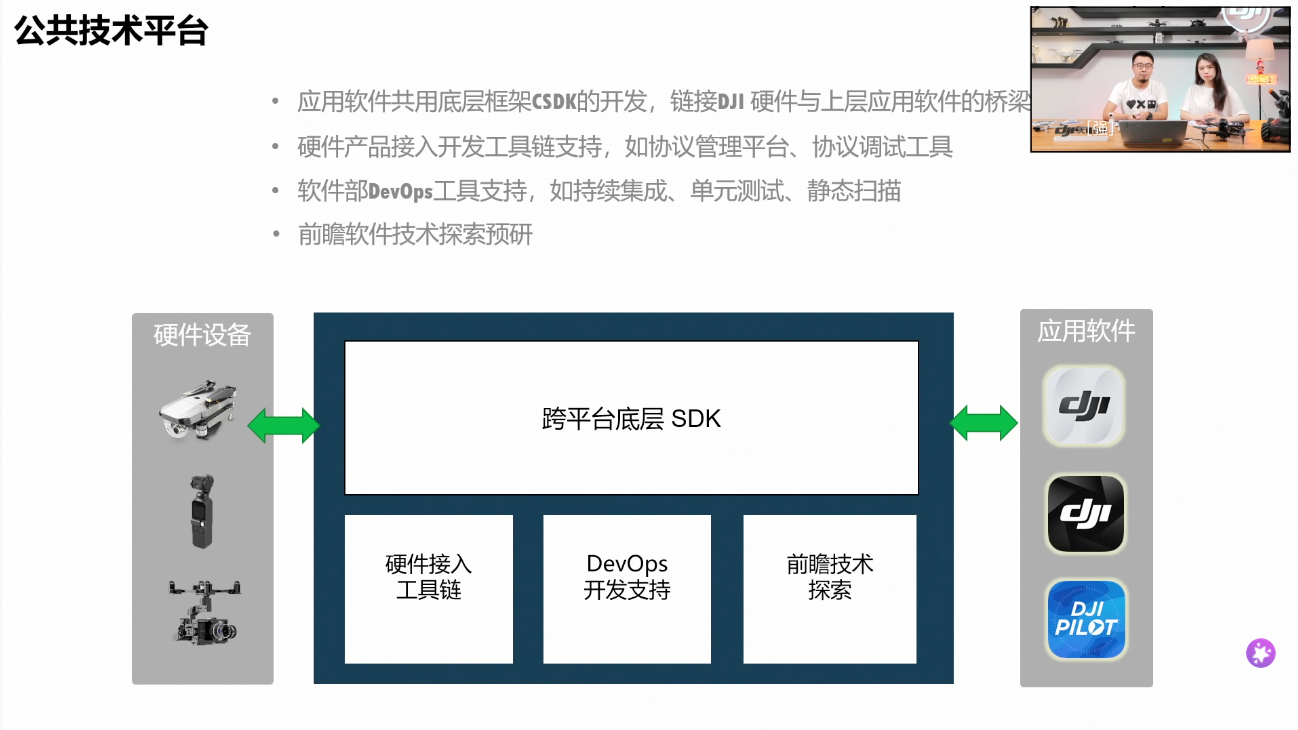 公共技术平台
应用软件共用底层框架CSDK的开发，链接DJI 硬件与上层应用软件的桥梁
硬件产品接入开发工具链支持，如协议管理平台、协议调试工具
软件部DevOps工具支持，如持续集成、单元测试、静态扫描
前瞻软件技术探索预研
dji
[强]
硬件设备
跨平台底层 SDK
硬件接入
工具链
DevOps
开发支持
前瞻技术
探索
应用软件
dji
dji
DJI
PILOT